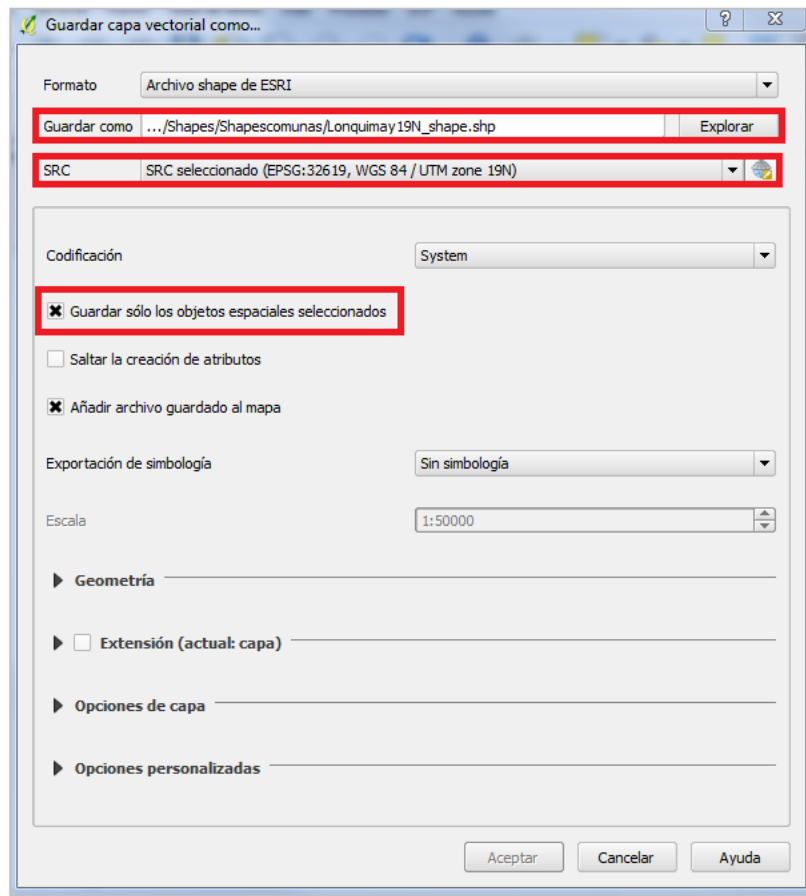 Guardar capa vectorial como...
Formato Archivo shape de ESRI
Guardar como .../Shapes/Shapescomunas/Lonquimay19N_shape.shp Explorar
SRC SRC seleccionado (EPSG:32619, WGS 84 / UTM zone 19N)
Codificación System
Guardar sólo los objetos espaciales seleccionados
Saltar la creación de atributos
Añadir archivo guardado al mapa
Exportación de simbología Sin simbología
Escala 1:50000
Geometría
Extensión (actual: capa)
Opciones de capa
Opciones personalizadas
Aceptar Cancelar Ayuda